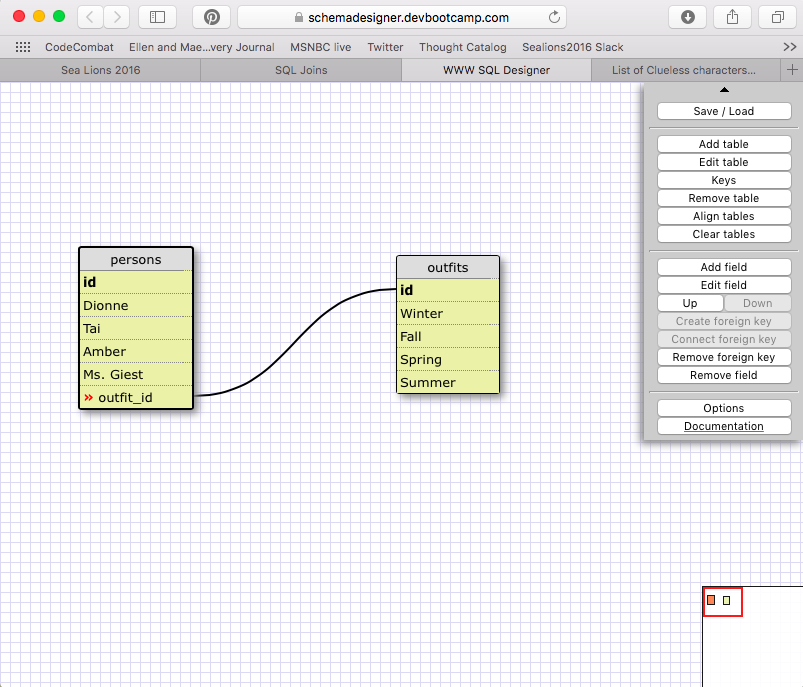 schemadesigner.devbootcamp.com
CodeCombat Ellen and Mae...very Journal MSNBC live Twitter Thought Catalog Sealions2016 Slack >>
Sea Lions 2016 SQL Joins WWW SQL Designer List of Clueless characters... +
Save / Load
Add table
Edit table
Keys
Remove table
Align tables
Clear tables
Add field
Edit field
Up Down
Create foreign key
Connect foreign key
Remove foreign key
Remove field
Options
Documentation
persons
id
Dionne
Tai
Amber
Ms. Giest
» outfit_id
outfits
id
Winter
Fall
Spring
Summer